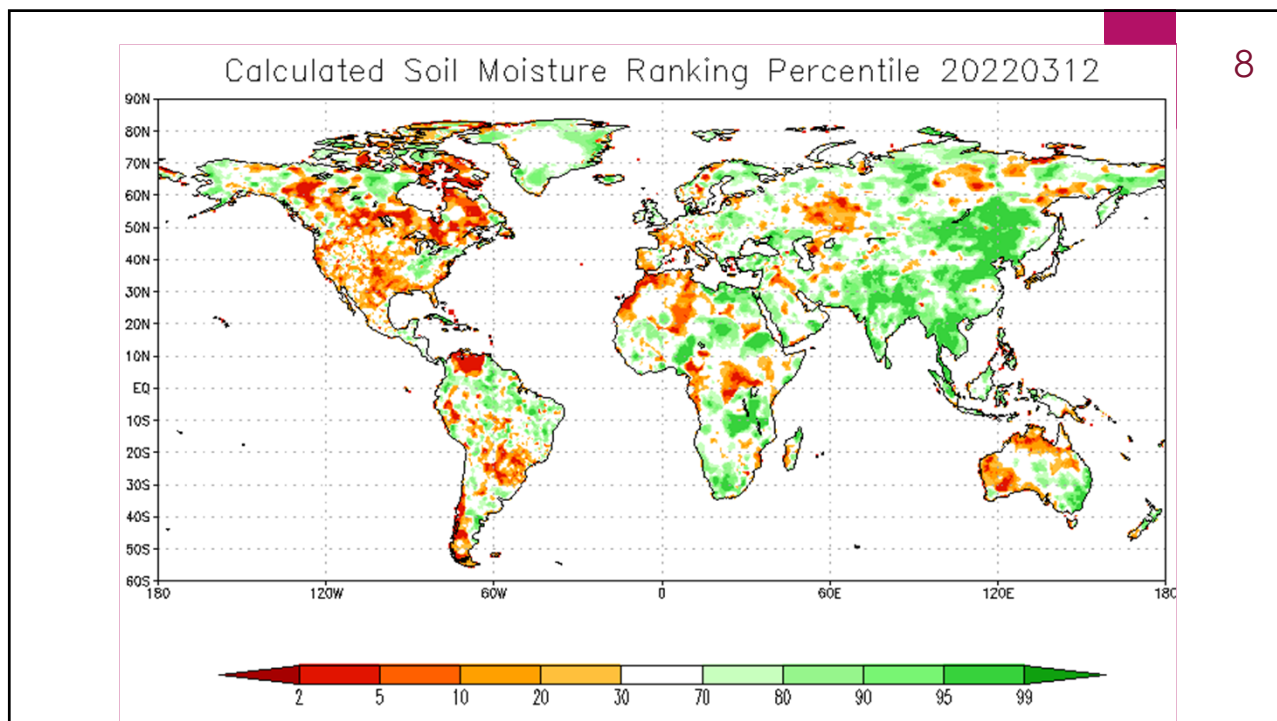 8
Calculated Soil Moisture Ranking Percentile 20220312
90N
80N
70N
60N
50N
40N
30N
20N
10N
EQ
10S
20S
30S
40S
50S
60S
180 120W 60W 0 60E 120E 180
2 5 10 20 30 70 80 90 95 99